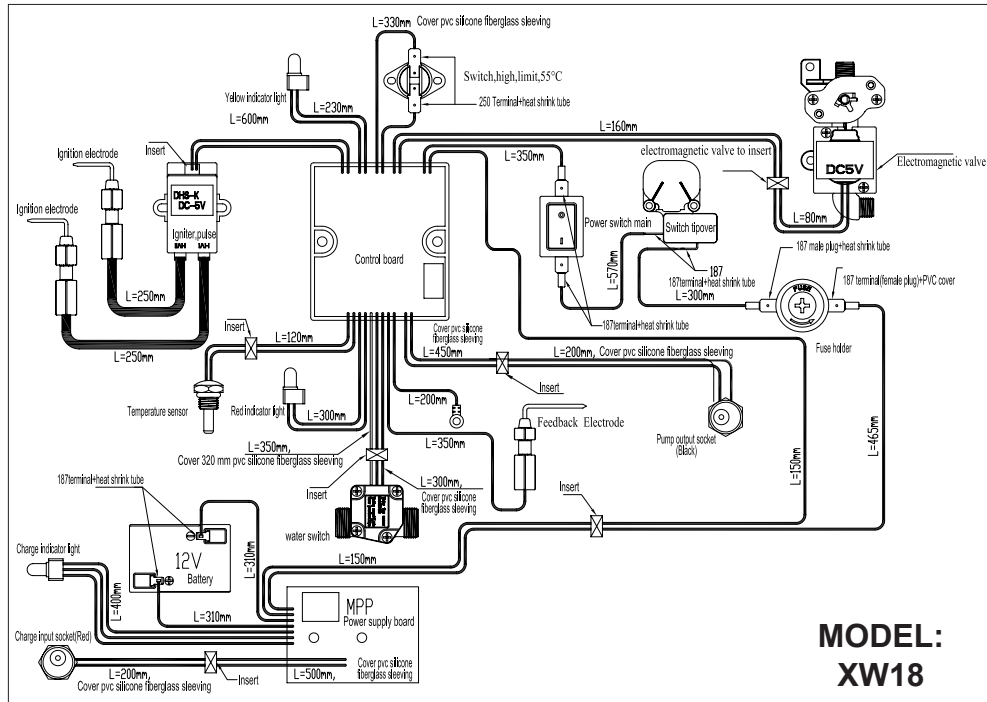 L=330mm
Cover pvc silicone fiberglass sleeving
Switch,high,limit,55°C
250 Terminal+heat shrink tube
Yellow indicator light
L=230mm
L=600mm
L=160mm
L=350mm
electromagnetic valve to insert
Electromagnetic valve
DC5V
L=80mm
Ignition electrode
Insert
Ignition electrode
DHS-K
DC-5V
Igniter,pulse
L=250mm
L=250mm
Control board
Power switch main
Switch tipover
L=570mm
187
187terminal+heat shrink tube
L=300mm
187 male plug+heat shrink tube
187 terminal(female plug)+PVC cover
FUSE
Fuse holder
187terminal+heat shrink tube
Insert
L=120mm
Temperature sensor
Cover pvc silicone
fiberglass sleeving
L=450mm
L=200mm, Cover pvc silicone fiberglass sleeving
Insert
Pump output socket
(Black)
Red indicator light
L=300mm
L=200mm
L=350mm
Feedback Electrode
L=350mm,
Cover 320 mm pvc silicone fiberglass sleeving
Insert
L=300mm,
Cover pvc silicone
fiberglass sleeving
water switch
L=150mm
L=465mm
Insert
L=150mm
187terminal+heat shrink tube
12V
Battery
L=310mm
L=310mm
Charge indicator light
L=400mm
MPP
Power supply board
Charge input socket(Red)
L=200mm,
Cover pvc silicone fiberglass sleeving
Insert
L=500mm,
Cover pvc silicone
fiberglass sleeving
MODEL:
XW18